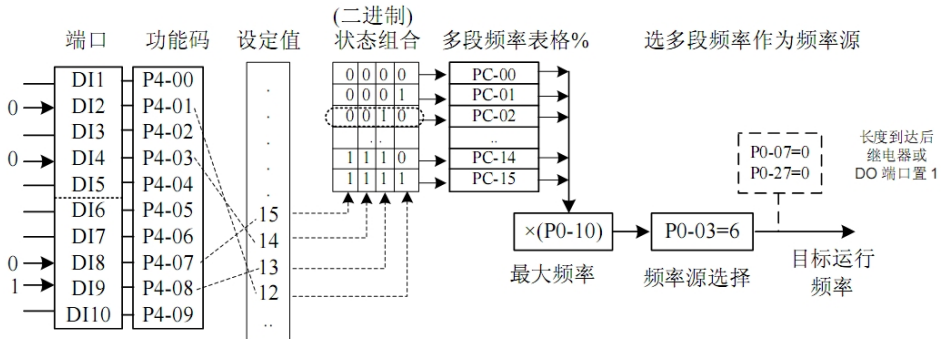 (二进制)
端口 功能码 设定值 状态组合 多段频率表格% 选多段频率作为频率源
DI1 P4-00 . 0 0 0 0 PC-00
0 DI2 P4-01 . 0 0 0 1 PC-01
DI3 P4-02 . 0 0 1 0 PC-02
... ..
0 DI4 P4-03 1 1 1 0 PC-14
DI5 P4-04 1 1 1 1 PC-15
P0-07=0
P0-27=0
长度到达后
继电器或
DO 端口置 1
DI6 P4-05 15
DI7 P4-06 14 ×(P0-10) P0-03=6
0 DI8 P4-07 13 最大频率 频率源选择 目标运行
频率
1 DI9 P4-08 12
DI10 P4-09 ..